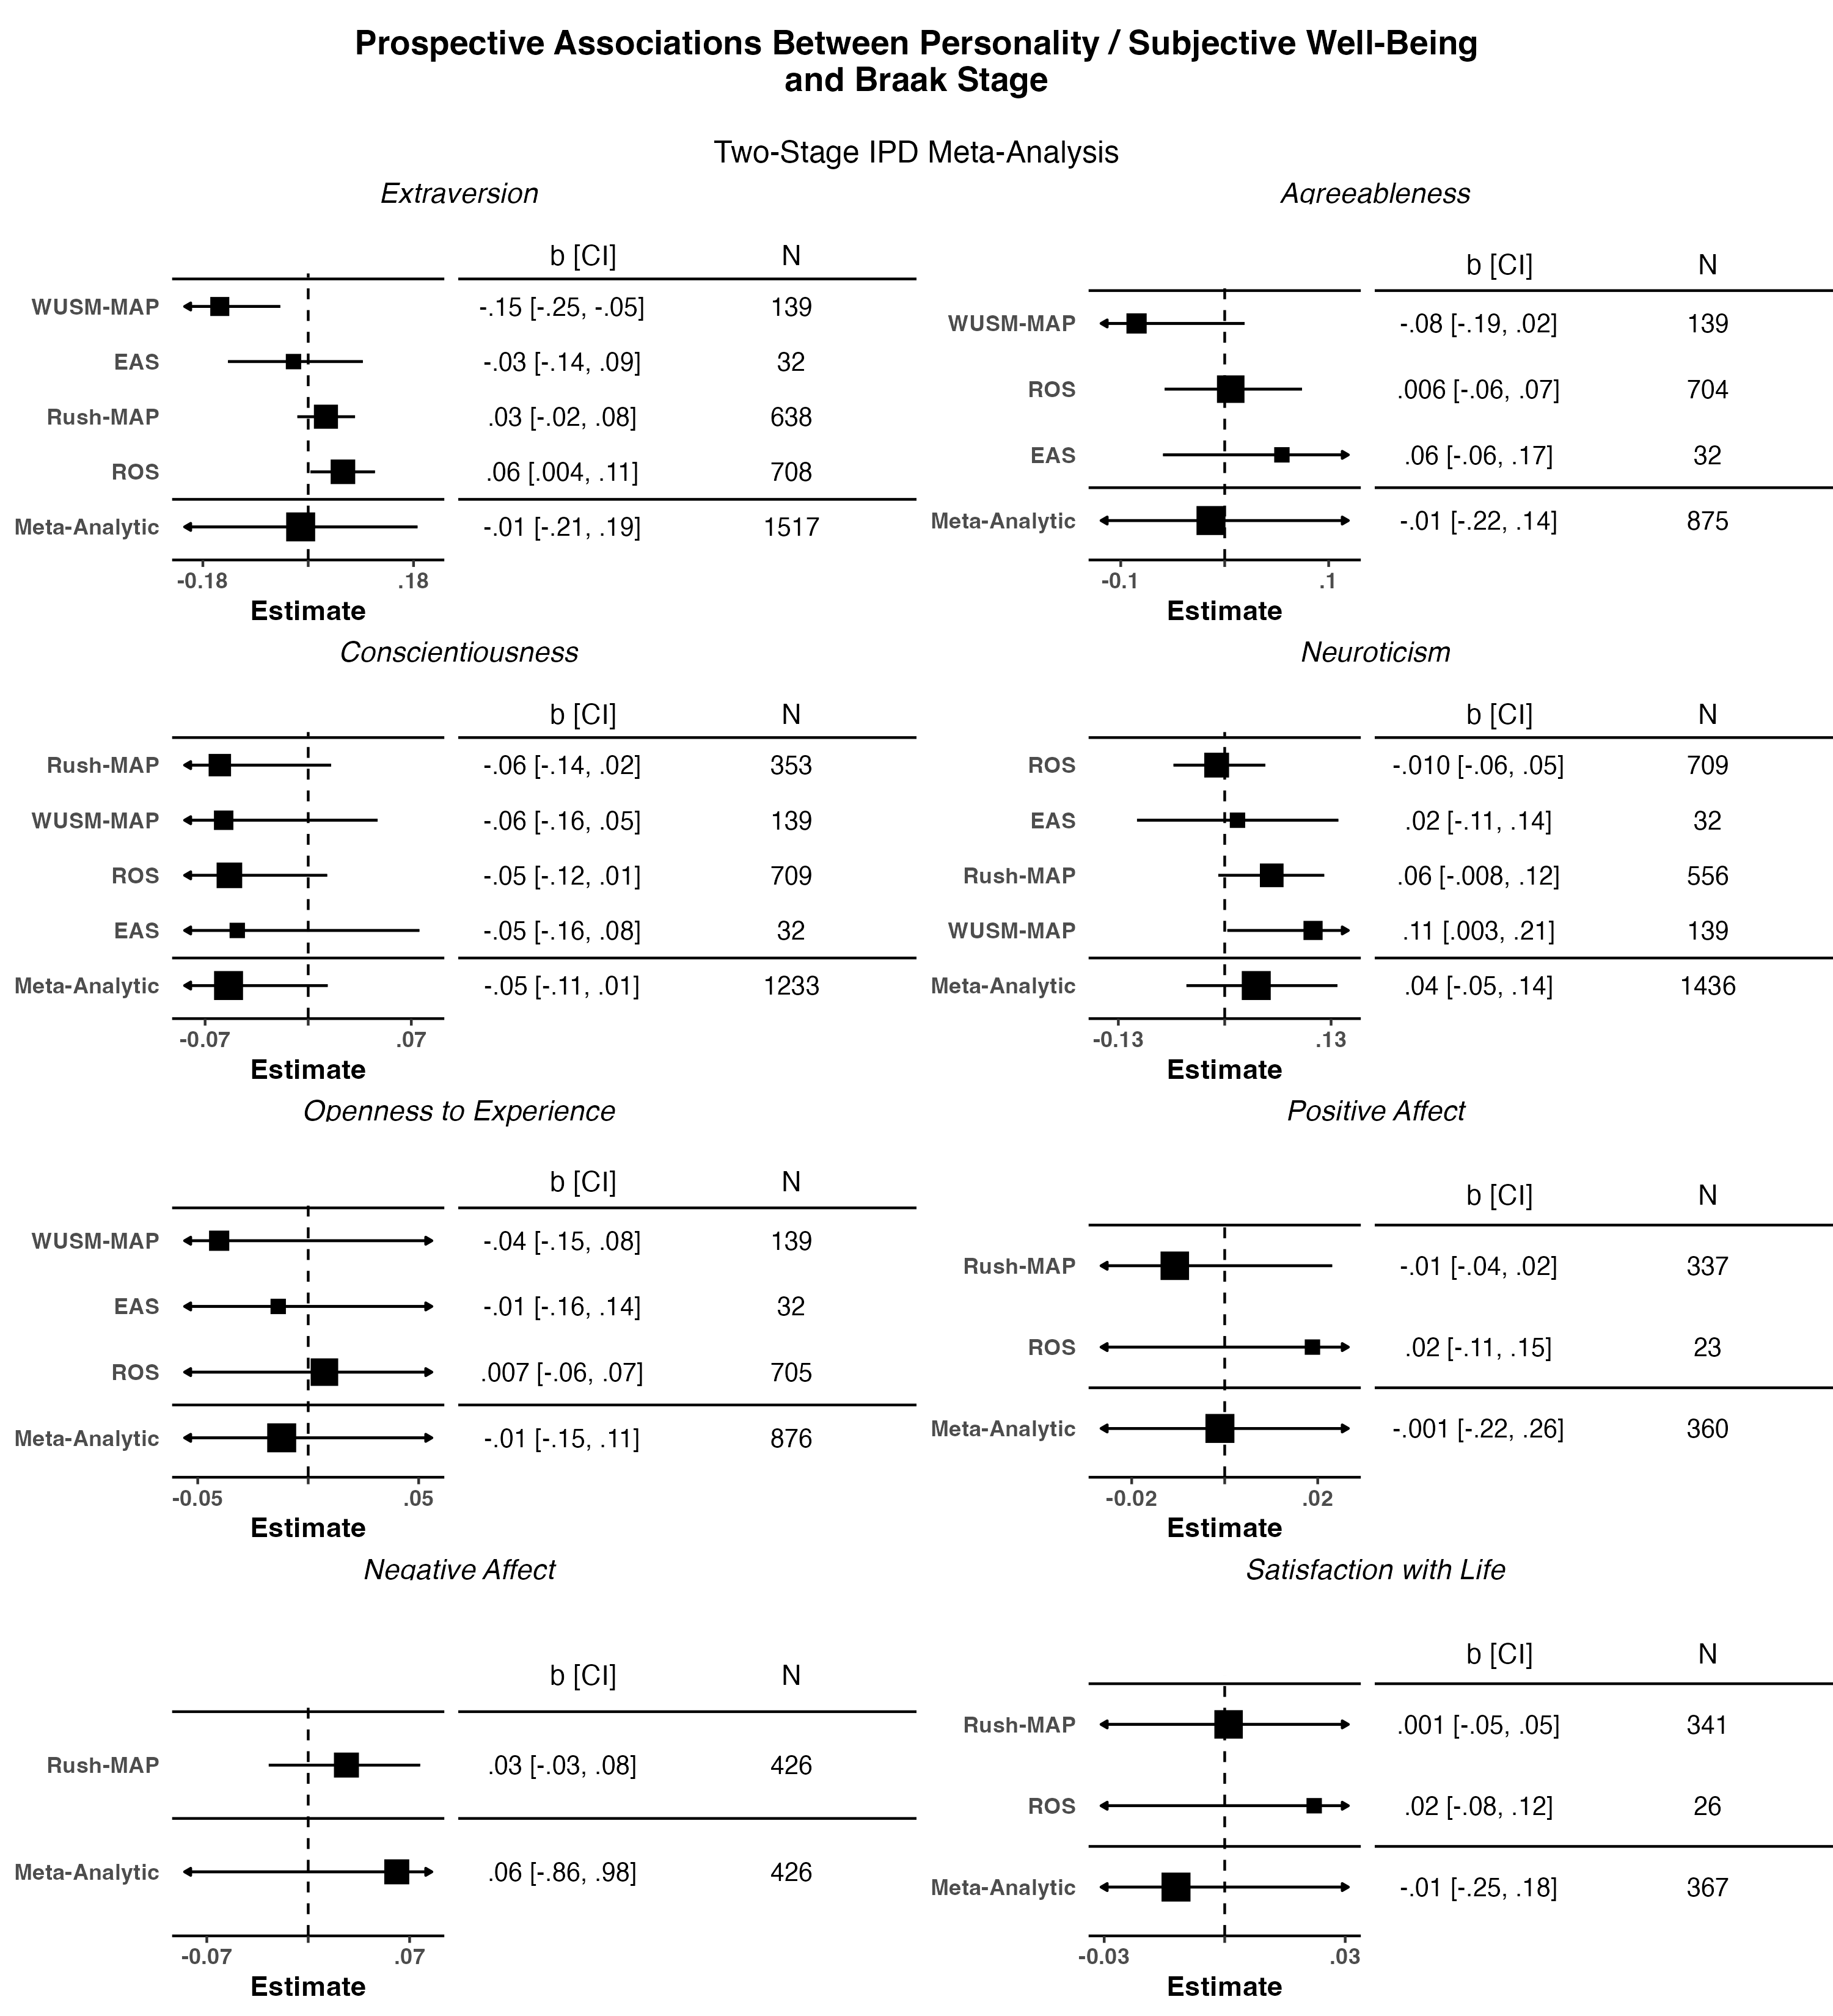 Prospective Associations Between Personality / Subjective Well-Being
and Braak Stage
Two-Stage IPD Meta-Analysis
Extraversion
b [CI] N
WUSM-MAP -.15 [-.25, -.05] 139
EAS -.03 [-.14, .09] 32
Rush-MAP .03 [-.02, .08] 638
ROS .06 [.004, .11] 708
Meta-Analytic -.01 [-.21, .19] 1517
-0.18 .18
Estimate
Agreeableness
b [CI] N
WUSM-MAP -.08 [-.19, .02] 139
ROS .006 [-.06, .07] 704
EAS .06 [-.06, .17] 32
Meta-Analytic -.01 [-.22, .14] 875
-0.1 .1
Estimate
Conscientiousness
b [CI] N
Rush-MAP -.06 [-.14, .02] 353
WUSM-MAP -.06 [-.16, .05] 139
ROS -.05 [-.12, .01] 709
EAS -.05 [-.16, .08] 32
Meta-Analytic -.05 [-.11, .01] 1233
-0.07 .07
Estimate
Neuroticism
b [CI] N
ROS -.010 [-.06, .05] 709
EAS .02 [-.11, .14] 32
Rush-MAP .06 [-.008, .12] 556
WUSM-MAP .11 [.003, .21] 139
Meta-Analytic .04 [-.05, .14] 1436
-0.13 .13
Estimate
Openness to Experience
b [CI] N
WUSM-MAP -.04 [-.15, .08] 139
EAS -.01 [-.16, .14] 32
ROS .007 [-.06, .07] 705
Meta-Analytic -.01 [-.15, .11] 876
-0.05 .05
Estimate
Positive Affect
b [CI] N
Rush-MAP -.01 [-.04, .02] 337
ROS .02 [-.11, .15] 23
Meta-Analytic -.001 [-.22, .26] 360
-0.02 .02
Estimate
Negative Affect
b [CI] N
Rush-MAP .03 [-.03, .08] 426
Meta-Analytic .06 [-.86, .98] 426
-0.07 .07
Estimate
Satisfaction with Life
b [CI] N
Rush-MAP .001 [-.05, .05] 341
ROS .02 [-.08, .12] 26
Meta-Analytic -.01 [-.25, .18] 367
-0.03 .03
Estimate